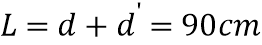 L = d + d' = 90cm